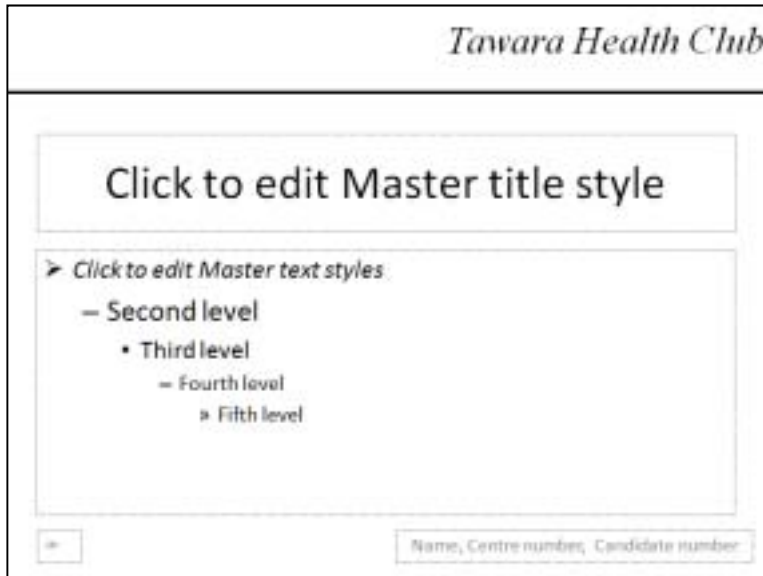 Tawara Health Club
Click to edit Master title style
➢ Click to edit Master text styles
– Second level
• Third level
– Fourth level
» Fifth level
Name, Centre number, Candidate number